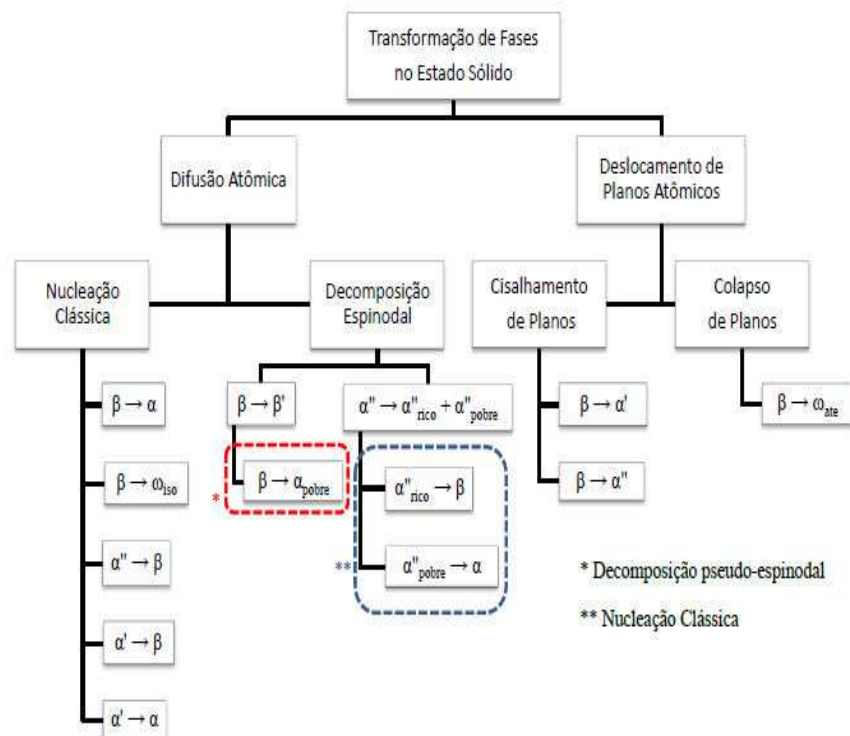 Transformação de Fases
no Estado Sólido
Difusão Atômica
Deslocamento de
Planos Atômicos
Nucleação
Clássica
Decomposição
Espinodal
Cisalhamento
de Planos
Colapso
de Planos
β → α
β → ω_iso
α'' → β
α' → β
α' → α
β → β'
* β → α_pobre
α'' → α''_rico + α''_pobre
α''_rico → β
** α''_pobre → α
β → α'
β → α''
β → ω_ate
* Decomposição pseudo-espinodal
** Nucleação Clássica